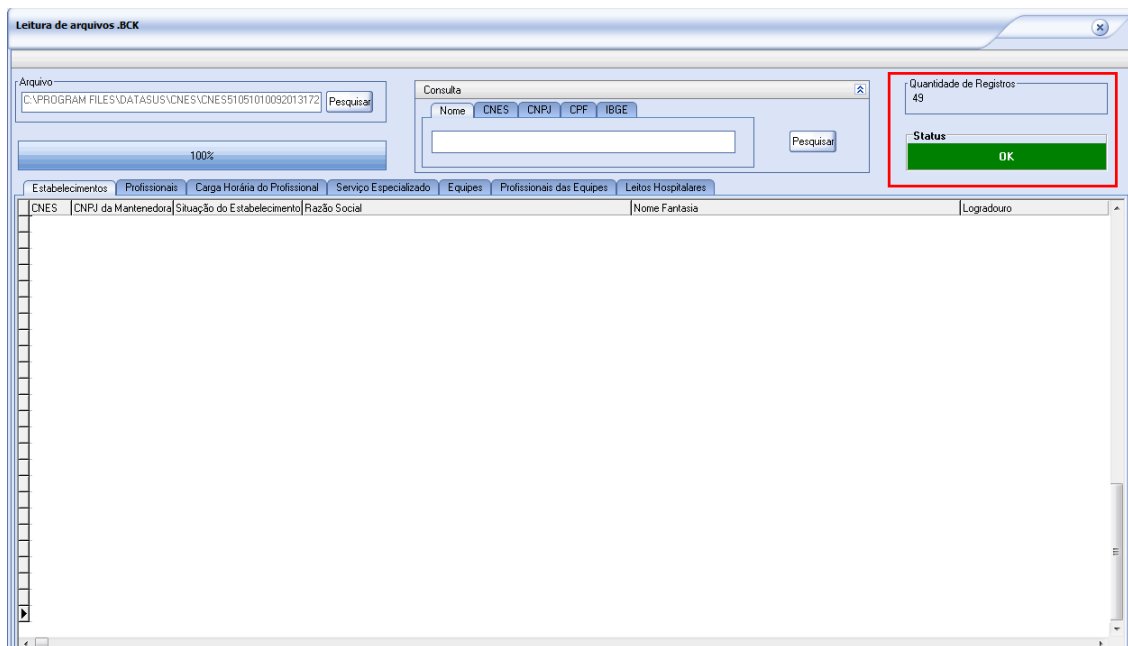 Leitura de arquivos .BCK
Arquivo
C:\PROGRAM FILES\DATASUS\CNES\CNES51051010092013172
Pesquisar
100%
Consulta
Nome CNES CNPJ CPF IBGE
Pesquisar
Quantidade de Registros
49
Status
OK
Estabelecimentos Profissionais Carga Horária do Profissional Serviço Especializado Equipes Profissionais das Equipes Leitos Hospitalares
CNES CNPJ da Mantenedora Situação do Estabelecimento Razão Social Nome Fantasia Logradouro